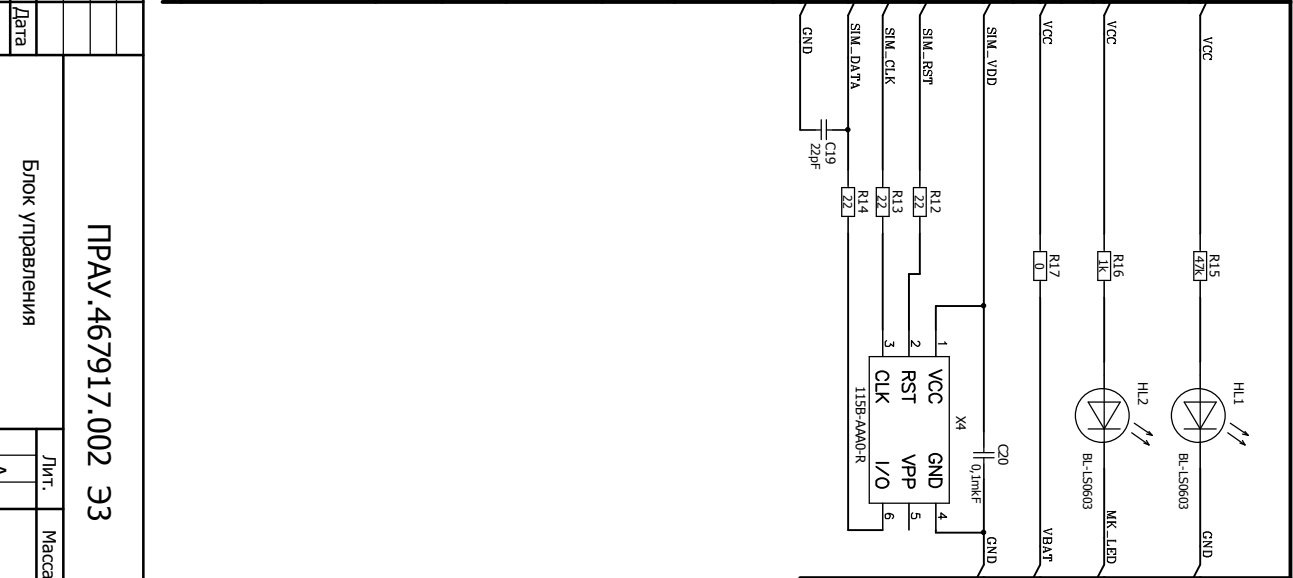 VCC
R15
47k
HL1
BL-LS0603
GND
VCC
R16
1k
HL2
BL-LS0603
MK_LED
VCC
R17
0
VBAT
SIM_VDD
C20
0,1mkF
GND
SIM_RST
R12
22
SIM_CLK
R13
22
SIM_DATA
R14
22
GND
C19
22pF
X4
1 VCC GND 4
2 RST VPP 5
3 CLK I/O 6
115B-AAA0-R
ПРАУ.467917.002 ЭЗ
Дата
Блок управления
Лит.
Масса